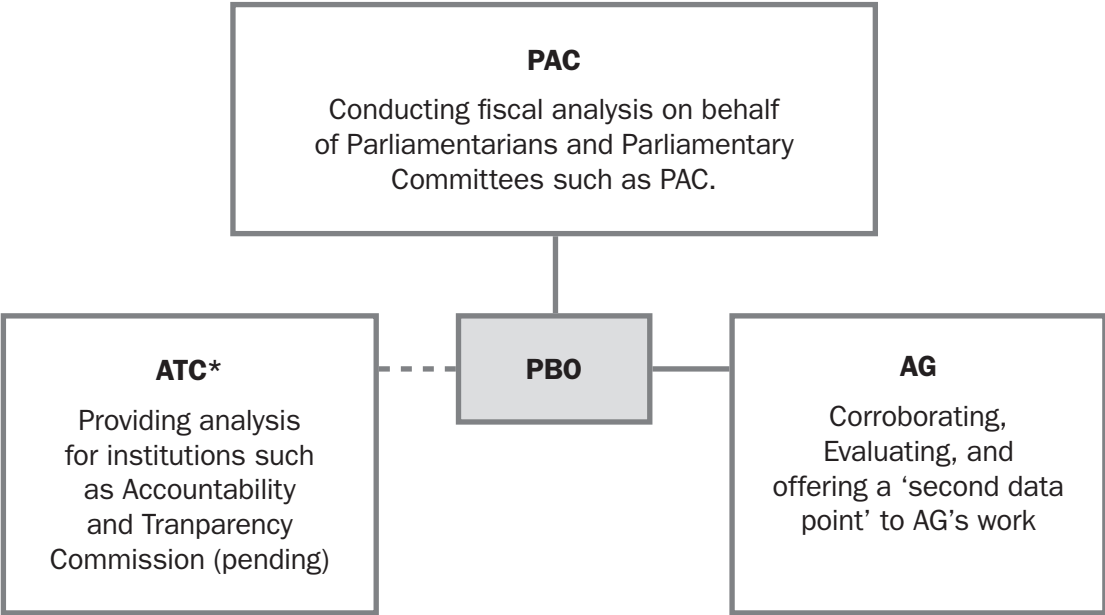 PAC
Conducting fiscal analysis on behalf
of Parliamentarians and Parliamentary
Committees such as PAC.
ATC*
Providing analysis
for institutions such
as Accountability
and Tranparency
Commission (pending)
PBO
AG
Corroborating,
Evaluating, and
offering a ‘second data
point’ to AG’s work